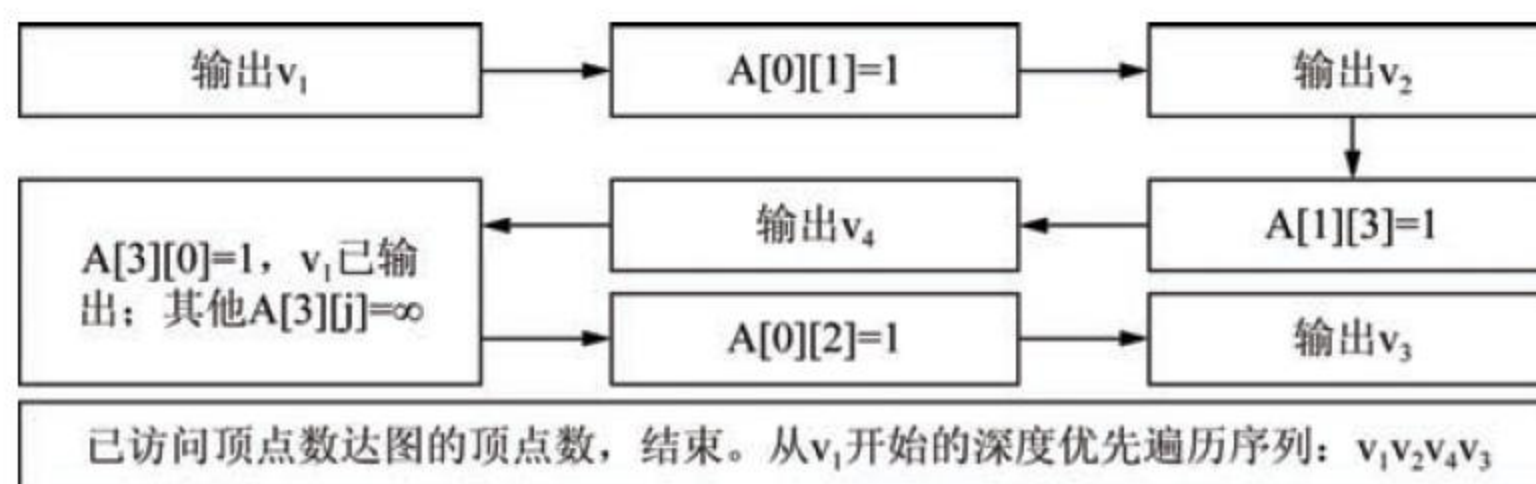 输出v₁
A[0][1]=1
输出v₂
A[1][3]=1
输出v₄
A[3][0]=1，v₁已输
出；其他A[3][j]=∞
A[0][2]=1
输出v₃
已访问顶点数达图的顶点数，结束。从v₁开始的深度优先遍历序列：v₁v₂v₄v₃